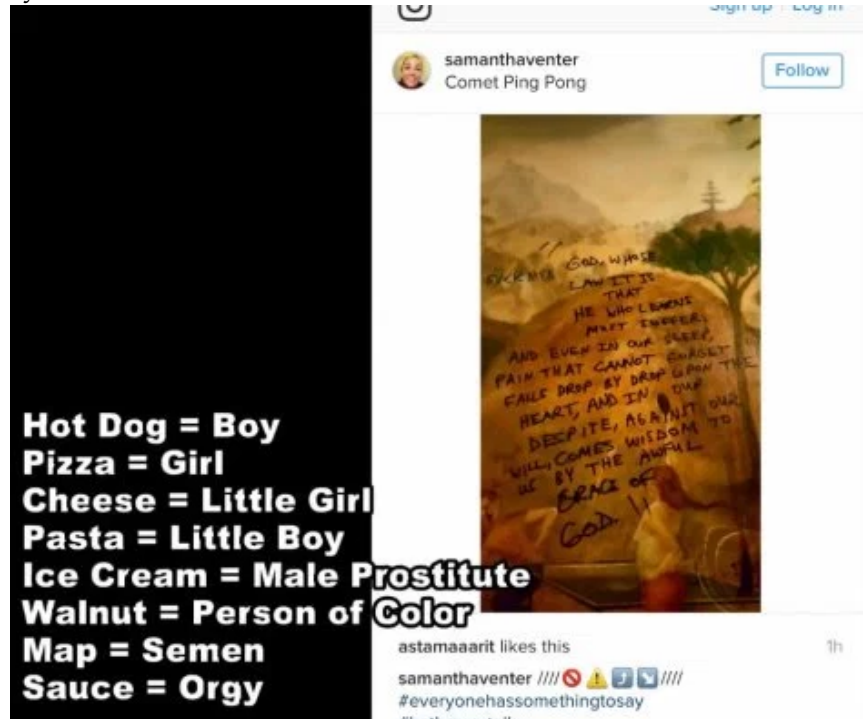 Sign up | Log in
samanthaventer
Comet Ping Pong
Follow
GOD, WHOSE
LAW IT IS
THAT
HE WHO LEARNS
MUST SUFFER.
AND EVEN IN OUR SLEEP,
PAIN THAT CANNOT FORGET
FALLS DROP BY DROP UPON THE
HEART, AND IN OUR
DESPITE, AGAINST OUR
WILL, COMES WISDOM TO
US BY THE AWFUL
GRACE OF
GOD. "
Hot Dog = Boy
Pizza = Girl
Cheese = Little Girl
Pasta = Little Boy
Ice Cream = Male Prostitute
Walnut = Person of Color
Map = Semen
Sauce = Orgy
astamaaarit likes this 1h
samanthaventer ////🚫 ⚠️ ⤴️ ↘️////
#everyonehassomethingtosay